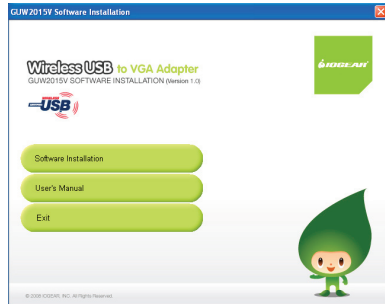 GUW2015V Software Installation
Wireless USB to VGA Adapter
GUW2015V SOFTWARE INSTALLATION (Version 1.0)
IOGEAR
WIRELESS
USB
Software Installation
User's Manual
Exit
© 2008 IOGEAR, INC. All Rights Reserved.